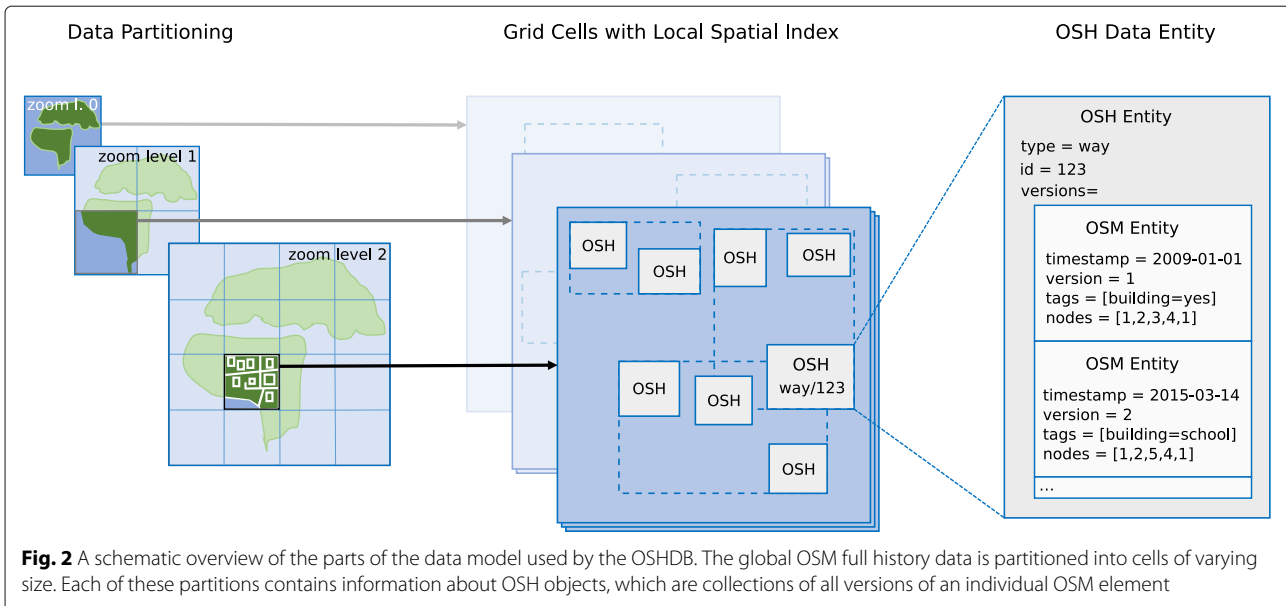 Data Partitioning
Grid Cells with Local Spatial Index
OSH Data Entity
zoom l. 0
zoom level 1
zoom level 2
OSH
OSH
OSH
OSH
OSH
way/123
OSH
OSH
OSH
OSH Entity
type = way
id = 123
versions=
OSM Entity
timestamp = 2009-01-01
version = 1
tags = [building=yes]
nodes = [1,2,3,4,1]
OSM Entity
timestamp = 2015-03-14
version = 2
tags = [building=school]
nodes = [1,2,5,4,1]
...
Fig. 2 A schematic overview of the parts of the data model used by the OSHDB. The global OSM full history data is partitioned into cells of varying
size. Each of these partitions contains information about OSH objects, which are collections of all versions of an individual OSM element